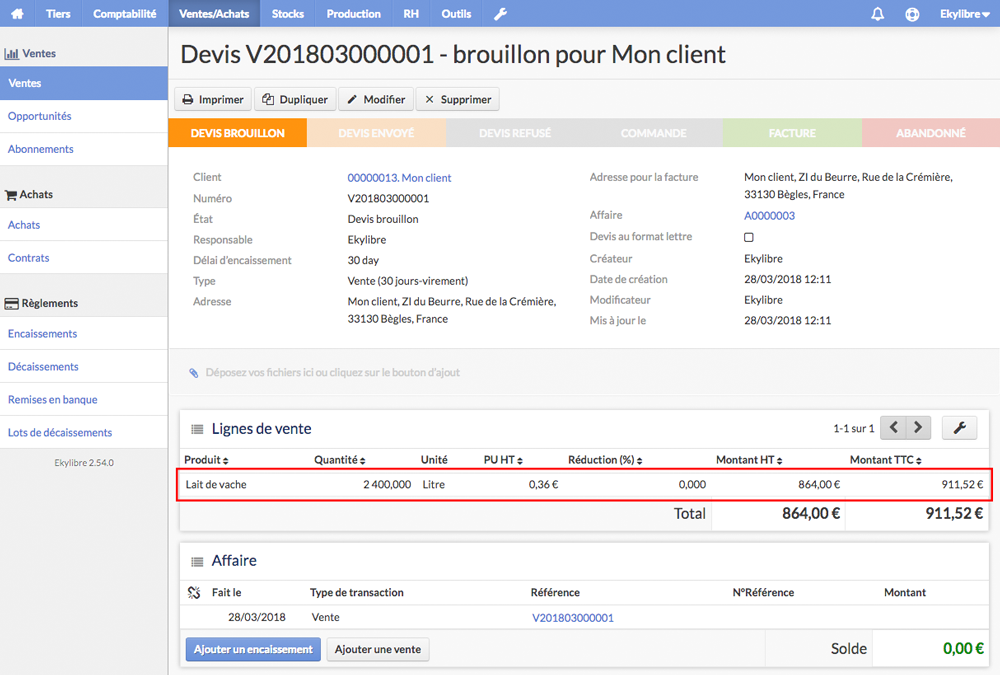 Tiers Comptabilité Ventes/Achats Stocks Production RH Outils Ekylibre
Ventes
Ventes
Opportunités
Abonnements
Achats
Achats
Contrats
Règlements
Encaissements
Décaissements
Remises en banque
Lots de décaissements
Ekylibre 2.54.0
Devis V201803000001 - brouillon pour Mon client
Imprimer Dupliquer Modifier Supprimer
DEVIS BROUILLON DEVIS ENVOYÉ DEVIS REFUSÉ COMMANDE FACTURE ABANDONNÉ
Client 00000013. Mon client
Numéro V201803000001
État Devis brouillon
Responsable Ekylibre
Délai d'encaissement 30 day
Type Vente (30 jours-virement)
Adresse Mon client, ZI du Beurre, Rue de la Crémière,
33130 Bègles, France
Adresse pour la facture Mon client, ZI du Beurre, Rue de la Crémière,
33130 Bègles, France
Affaire A0000003
Devis au format lettre
Créateur Ekylibre
Date de création 28/03/2018 12:11
Modificateur Ekylibre
Mis à jour le 28/03/2018 12:11
Déposez vos fichiers ici ou cliquez sur le bouton d'ajout
Lignes de vente 1-1 sur 1
Produit Quantité Unité PU HT Réduction (%) Montant HT Montant TTC
Lait de vache 2 400,000 Litre 0,36 € 0,000 864,00 € 911,52 €
Total 864,00 € 911,52 €
Affaire
Fait le Type de transaction Référence N°Référence Montant
28/03/2018 Vente V201803000001
Ajouter un encaissement Ajouter une vente Solde 0,00 €